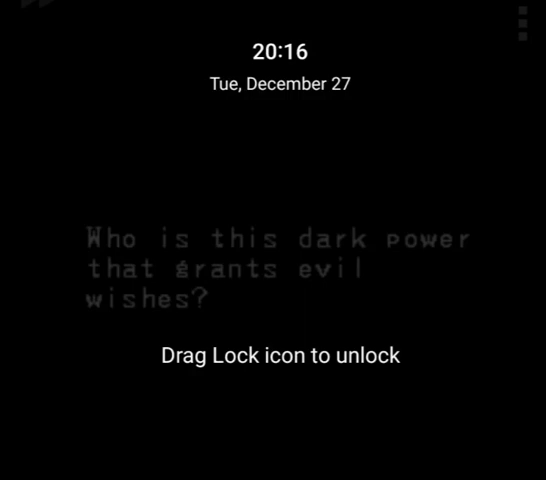 20:16
Tue, December 27
Who is this dark power
that grants evil
wishes?
Drag Lock icon to unlock